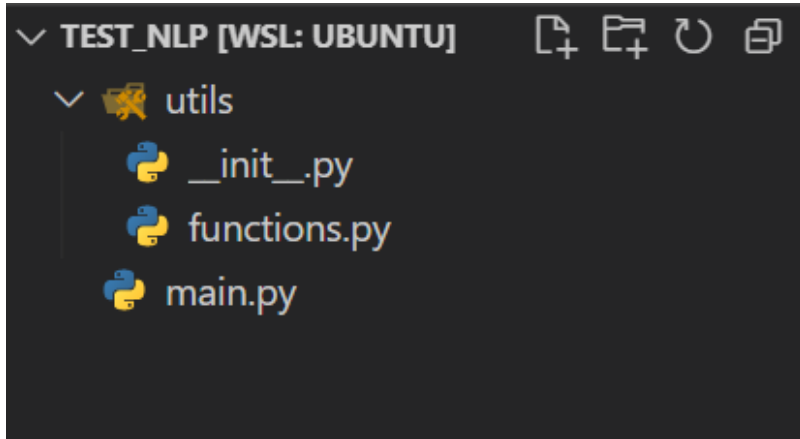 TEST_NLP [WSL: UBUNTU]
utils
__init__.py
functions.py
main.py